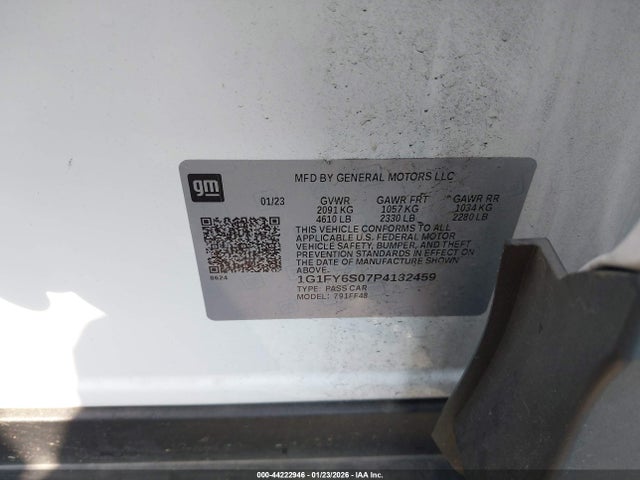 gm
MFD BY GENERAL MOTORS LLC
01/23 GVWR GAWR FRT GAWR RR
2091 KG 1057 KG 1034 KG
4610 LB 2330 LB 2280 LB
THIS VEHICLE CONFORMS TO ALL
APPLICABLE U.S. FEDERAL MOTOR
VEHICLE SAFETY, BUMPER, AND THEFT
PREVENTION STANDARDS IN EFFECT ON
THE DATE OF MANUFACTURE SHOWN
ABOVE.
8624
1G1FY6S07P4132459
TYPE: PASS CAR
MODEL: 791FF48
000-44222946 - 01/23/2026 - IAA Inc.